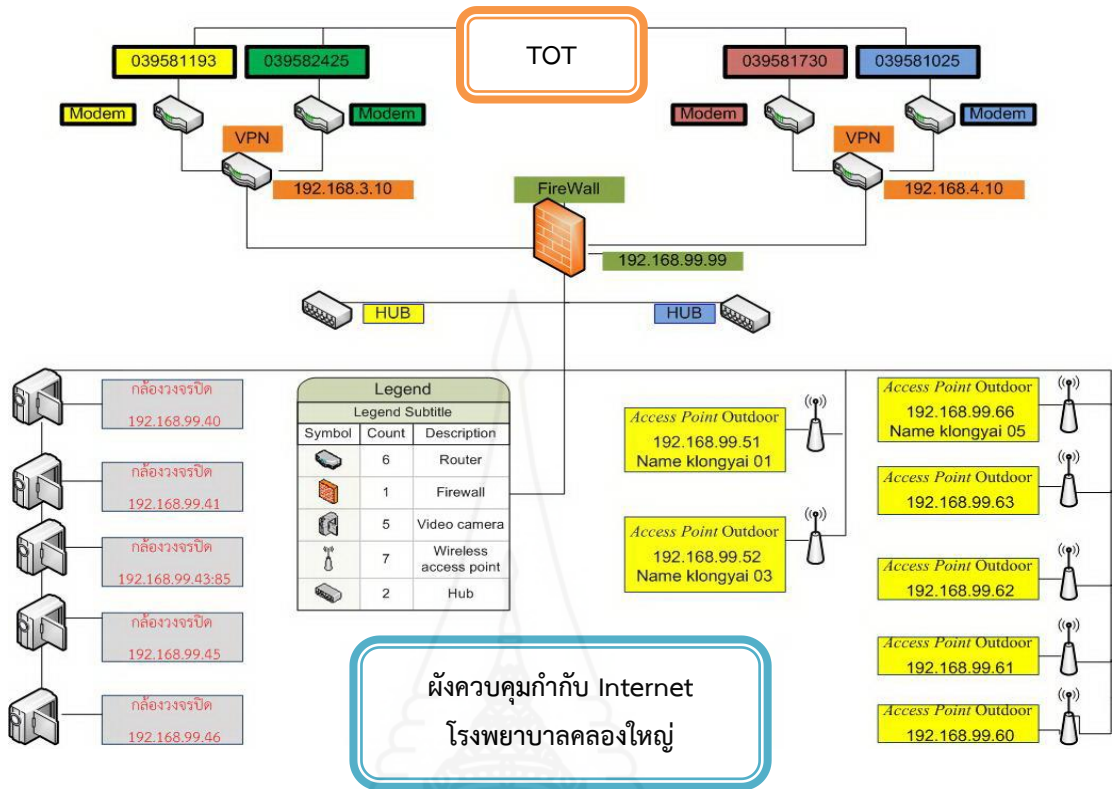 TOT
039581193
039582425
039581730
039581025
Modem
Modem
Modem
Modem
VPN
VPN
192.168.3.10
192.168.4.10
FireWall
192.168.99.99
HUB
HUB
กล้องวงจรปิด
192.168.99.40
กล้องวงจรปิด
192.168.99.41
กล้องวงจรปิด
192.168.99.43:85
กล้องวงจรปิด
192.168.99.45
กล้องวงจรปิด
192.168.99.46
Legend
Legend Subtitle
Symbol Count Description
6 Router
1 Firewall
5 Video camera
7 Wireless
access point
2 Hub
Access Point Outdoor
192.168.99.51
Name klongyai 01
Access Point Outdoor
192.168.99.52
Name klongyai 03
Access Point Outdoor
192.168.99.66
Name klongyai 05
Access Point Outdoor
192.168.99.63
Access Point Outdoor
192.168.99.62
Access Point Outdoor
192.168.99.61
Access Point Outdoor
192.168.99.60
ผังควบคุมกำกับ Internet
โรงพยาบาลคลองใหญ่